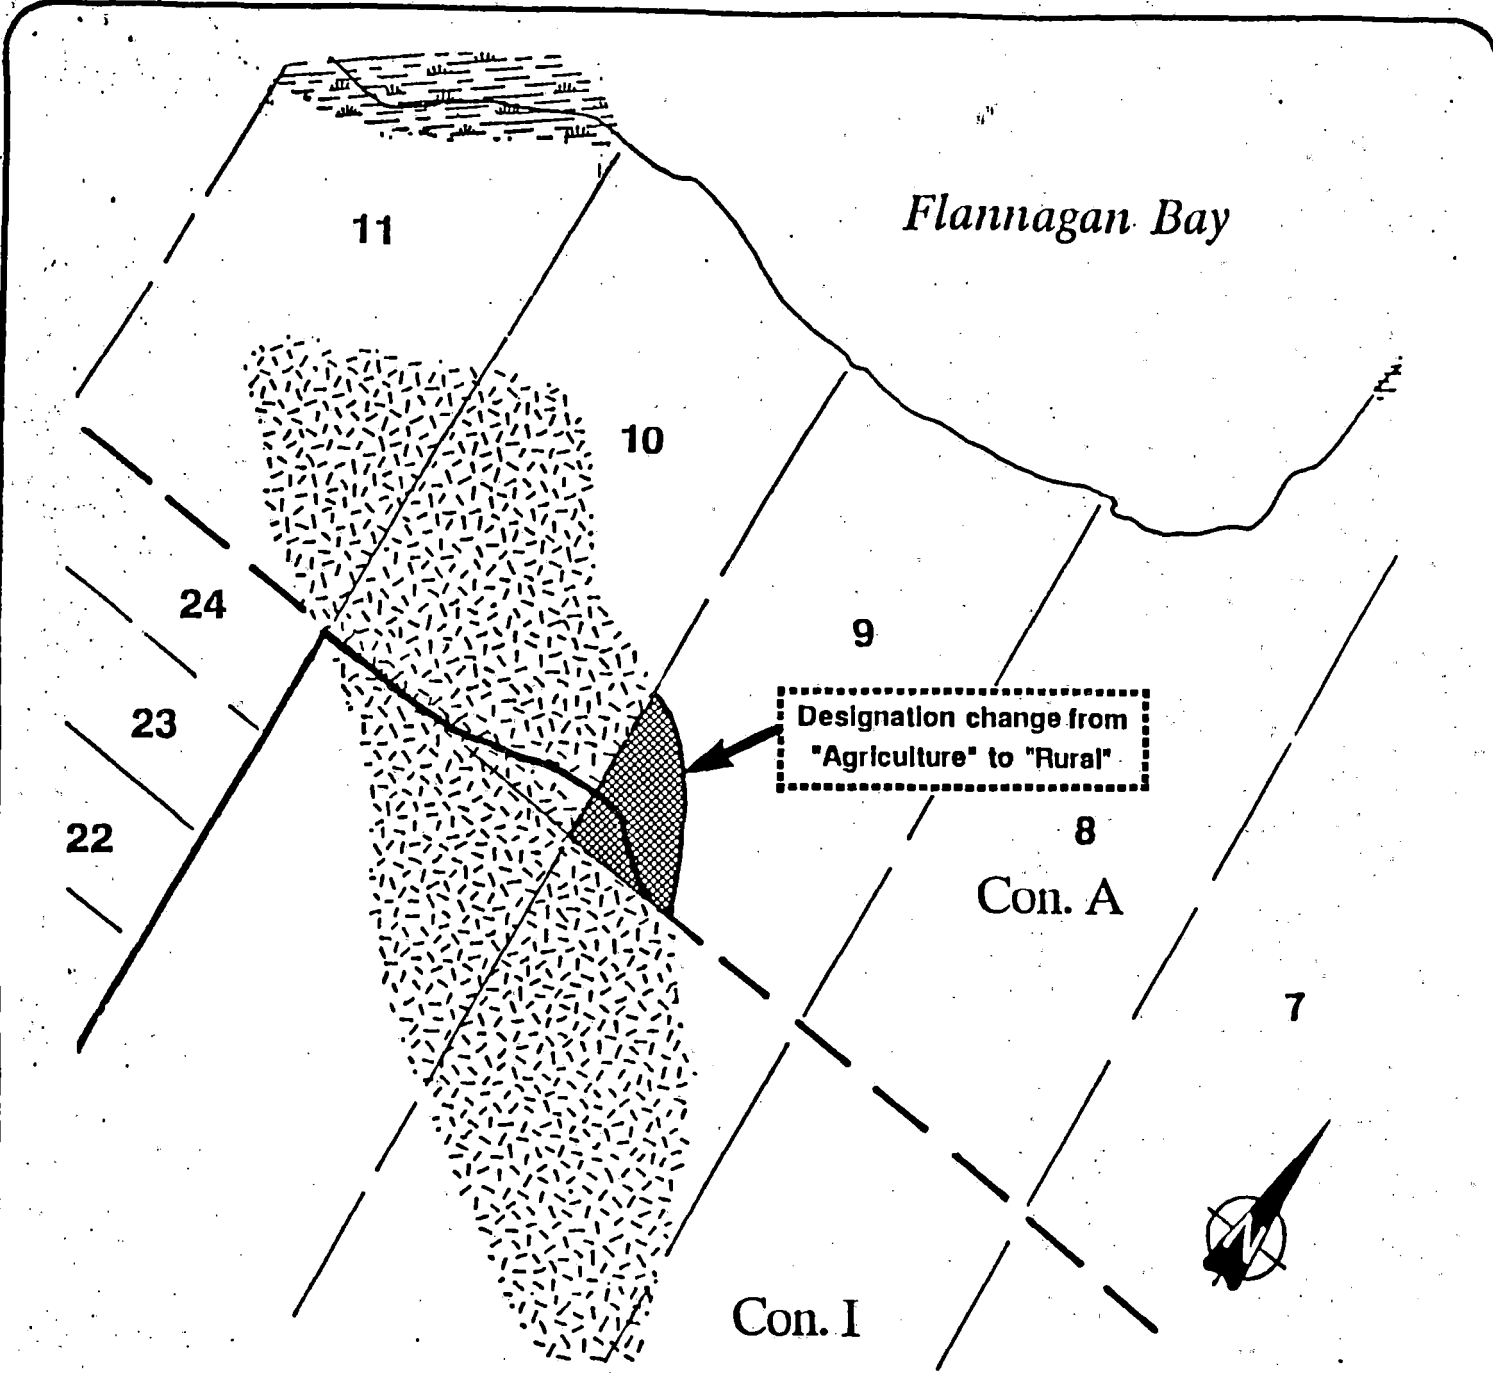 Flannagan Bay
11
10
24
9
Designation change from
"Agriculture" to "Rural"
23
22
8
Con. A
7
N
Con. I